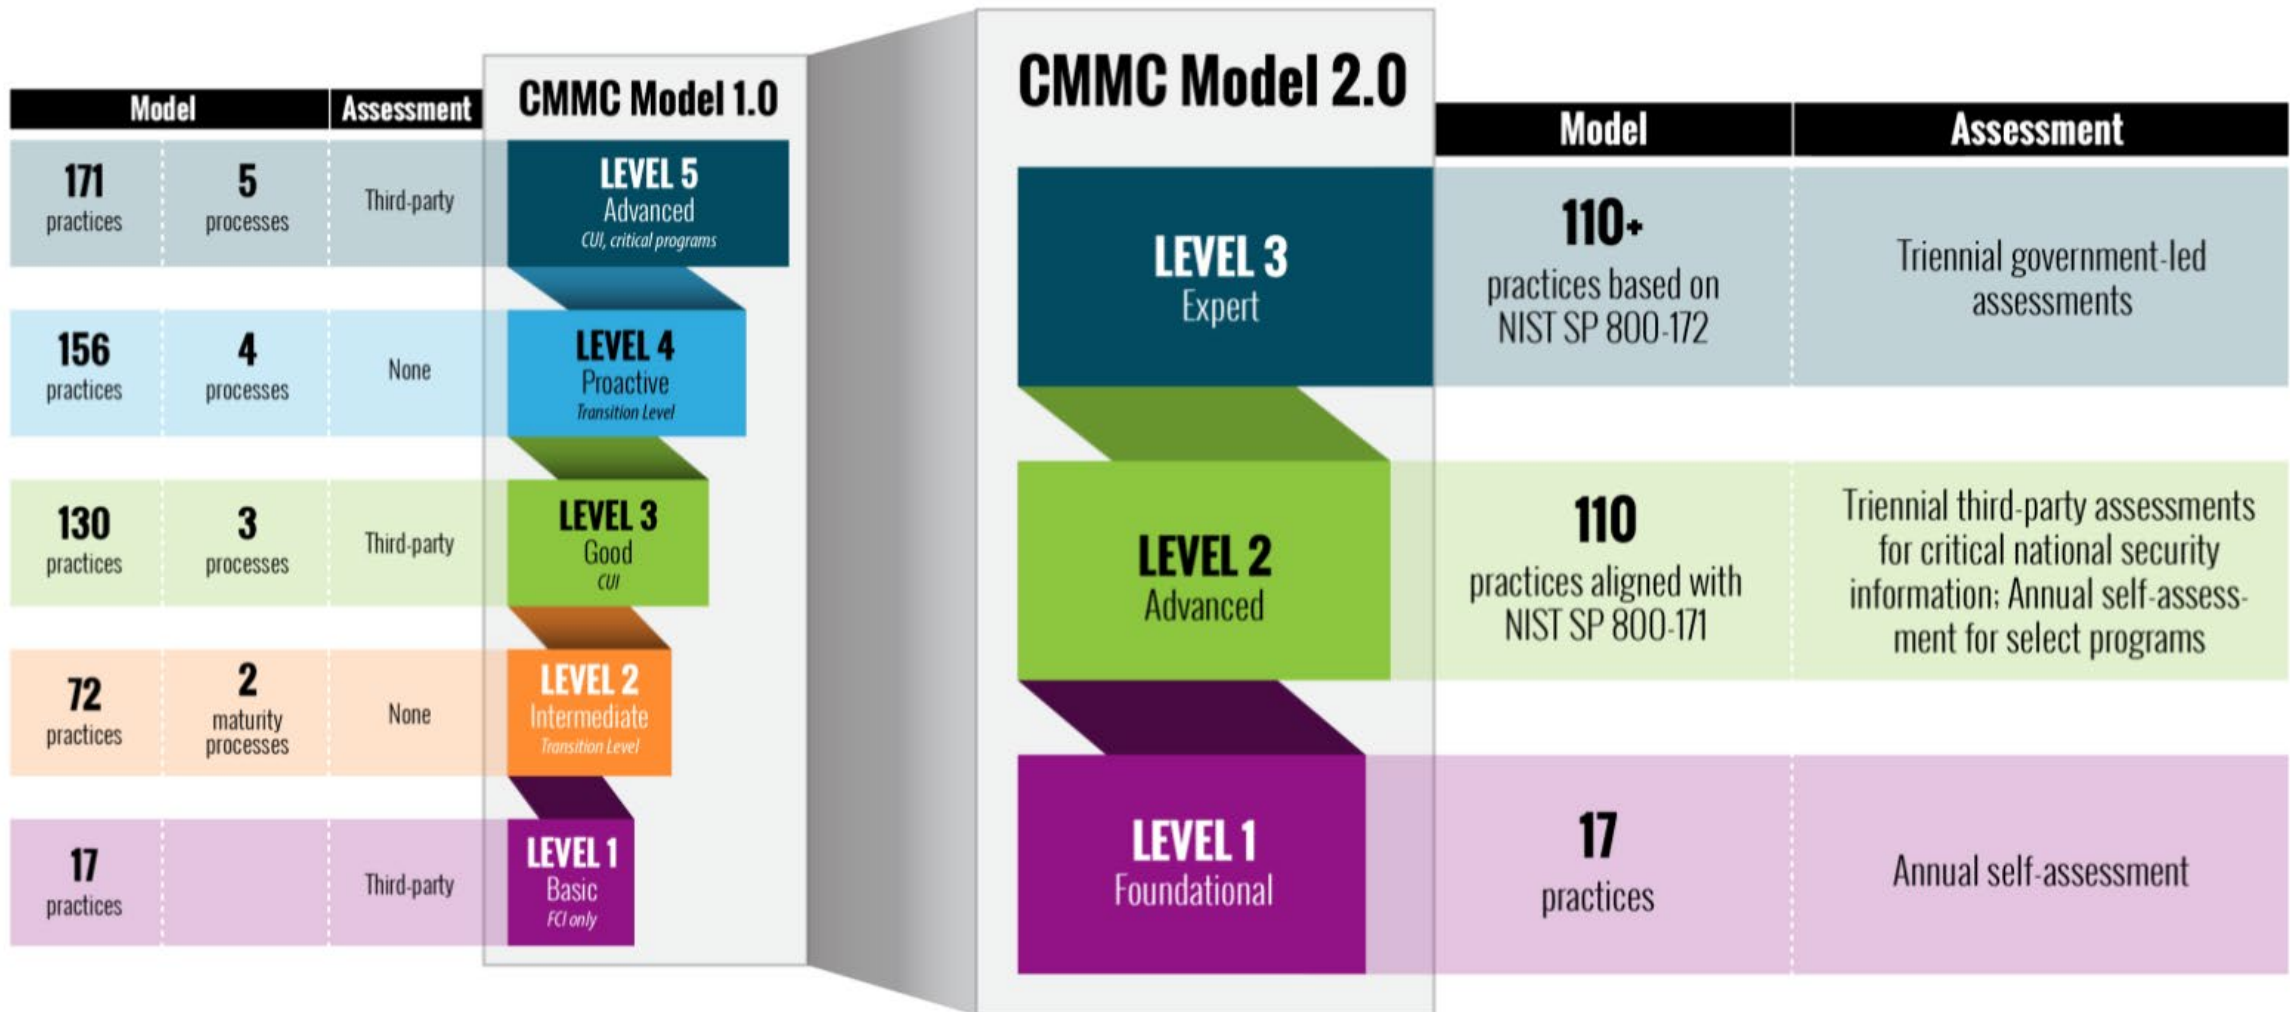 Model
Assessment
CMMC Model 1.0
171
practices
5
processes
Third-party
LEVEL 5
Advanced
CUI, critical programs
156
practices
4
processes
None
LEVEL 4
Proactive
Transition Level
130
practices
3
processes
Third-party
LEVEL 3
Good
CUI
72
practices
2
maturity
processes
None
LEVEL 2
Intermediate
Transition Level
17
practices
Third-party
LEVEL 1
Basic
FCI only
CMMC Model 2.0
Model
Assessment
LEVEL 3
Expert
110+
practices based on
NIST SP 800-172
Triennial government-led
assessments
LEVEL 2
Advanced
110
practices aligned with
NIST SP 800-171
Triennial third-party assessments
for critical national security
information; Annual self-assess-
ment for select programs
LEVEL 1
Foundational
17
practices
Annual self-assessment